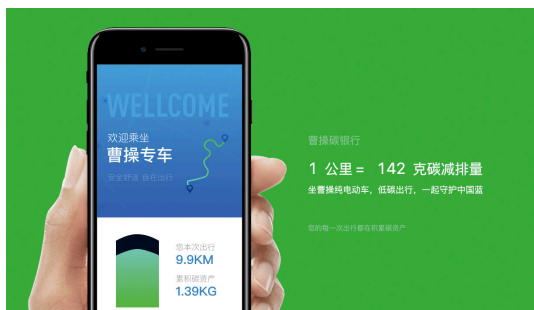 WELLCOME
欢迎乘坐
曹操专车
安全舒适 自在出行
您本次出行
9.9KM
累积碳资产
1.39KG
曹操碳银行
1 公里 = 142 克碳减排量
坐曹操纯电动车，低碳出行，一起守护中国蓝
您的每一次出行都在积累碳资产